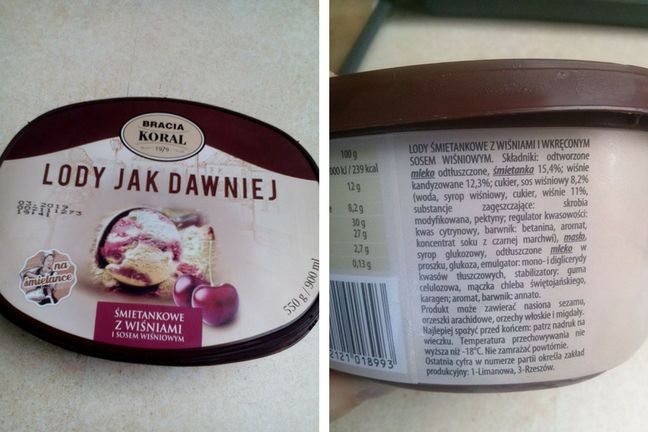 BRACIA
KORAL
1979
LODY JAK DAWNIEJ
na
śmietance
ŚMIETANKOWE
Z WIŚNIAMI
I SOSEM WIŚNIOWYM
550 g/900 ml
100 g
000 kJ / 239 kcal
12 g
8,2 g
30 g
27 g
2,7 g
0,13 g
2121 018993
LODY ŚMIETANKOWE Z WIŚNIAMI I WKRĘCONYM
SOSEM WIŚNIOWYM. Składniki: odtworzone
mleko odtłuszczone, śmietanka 15,4%; wiśnie
kandyzowane 12,3%; cukier, sos wiśniowy 8,2%
(woda, syrop wiśniowy, cukier, wiśnie 11%,
substancje zagęszczające: skrobia
modyfikowana, pektyny; regulator kwasowości:
kwas cytrynowy, barwnik: betanina, aromat,
koncentrat soku z czarnej marchwi), masło,
syrop glukozowy, odtłuszczone mleko w
proszku, glukoza, emulgator: mono- i diglicerydy
kwasów tłuszczowych, stabilizatory: guma
celulozowa, mączka chleba świętojańskiego,
karagen; aromat, barwnik: annato.
Produkt może zawierać nasiona sezamu,
orzeszki arachidowe, orzechy włoskie i migdały.
Najlepiej spożyć przed końcem: patrz nadruk na
wieczku. Temperatura przechowywania nie
wyższa niż -18°C. Nie zamrażać powtórnie.
Ostatnia cyfra w numerze partii określa zakład
produkcyjny: 1-Limanowa, 3-Rzeszów.